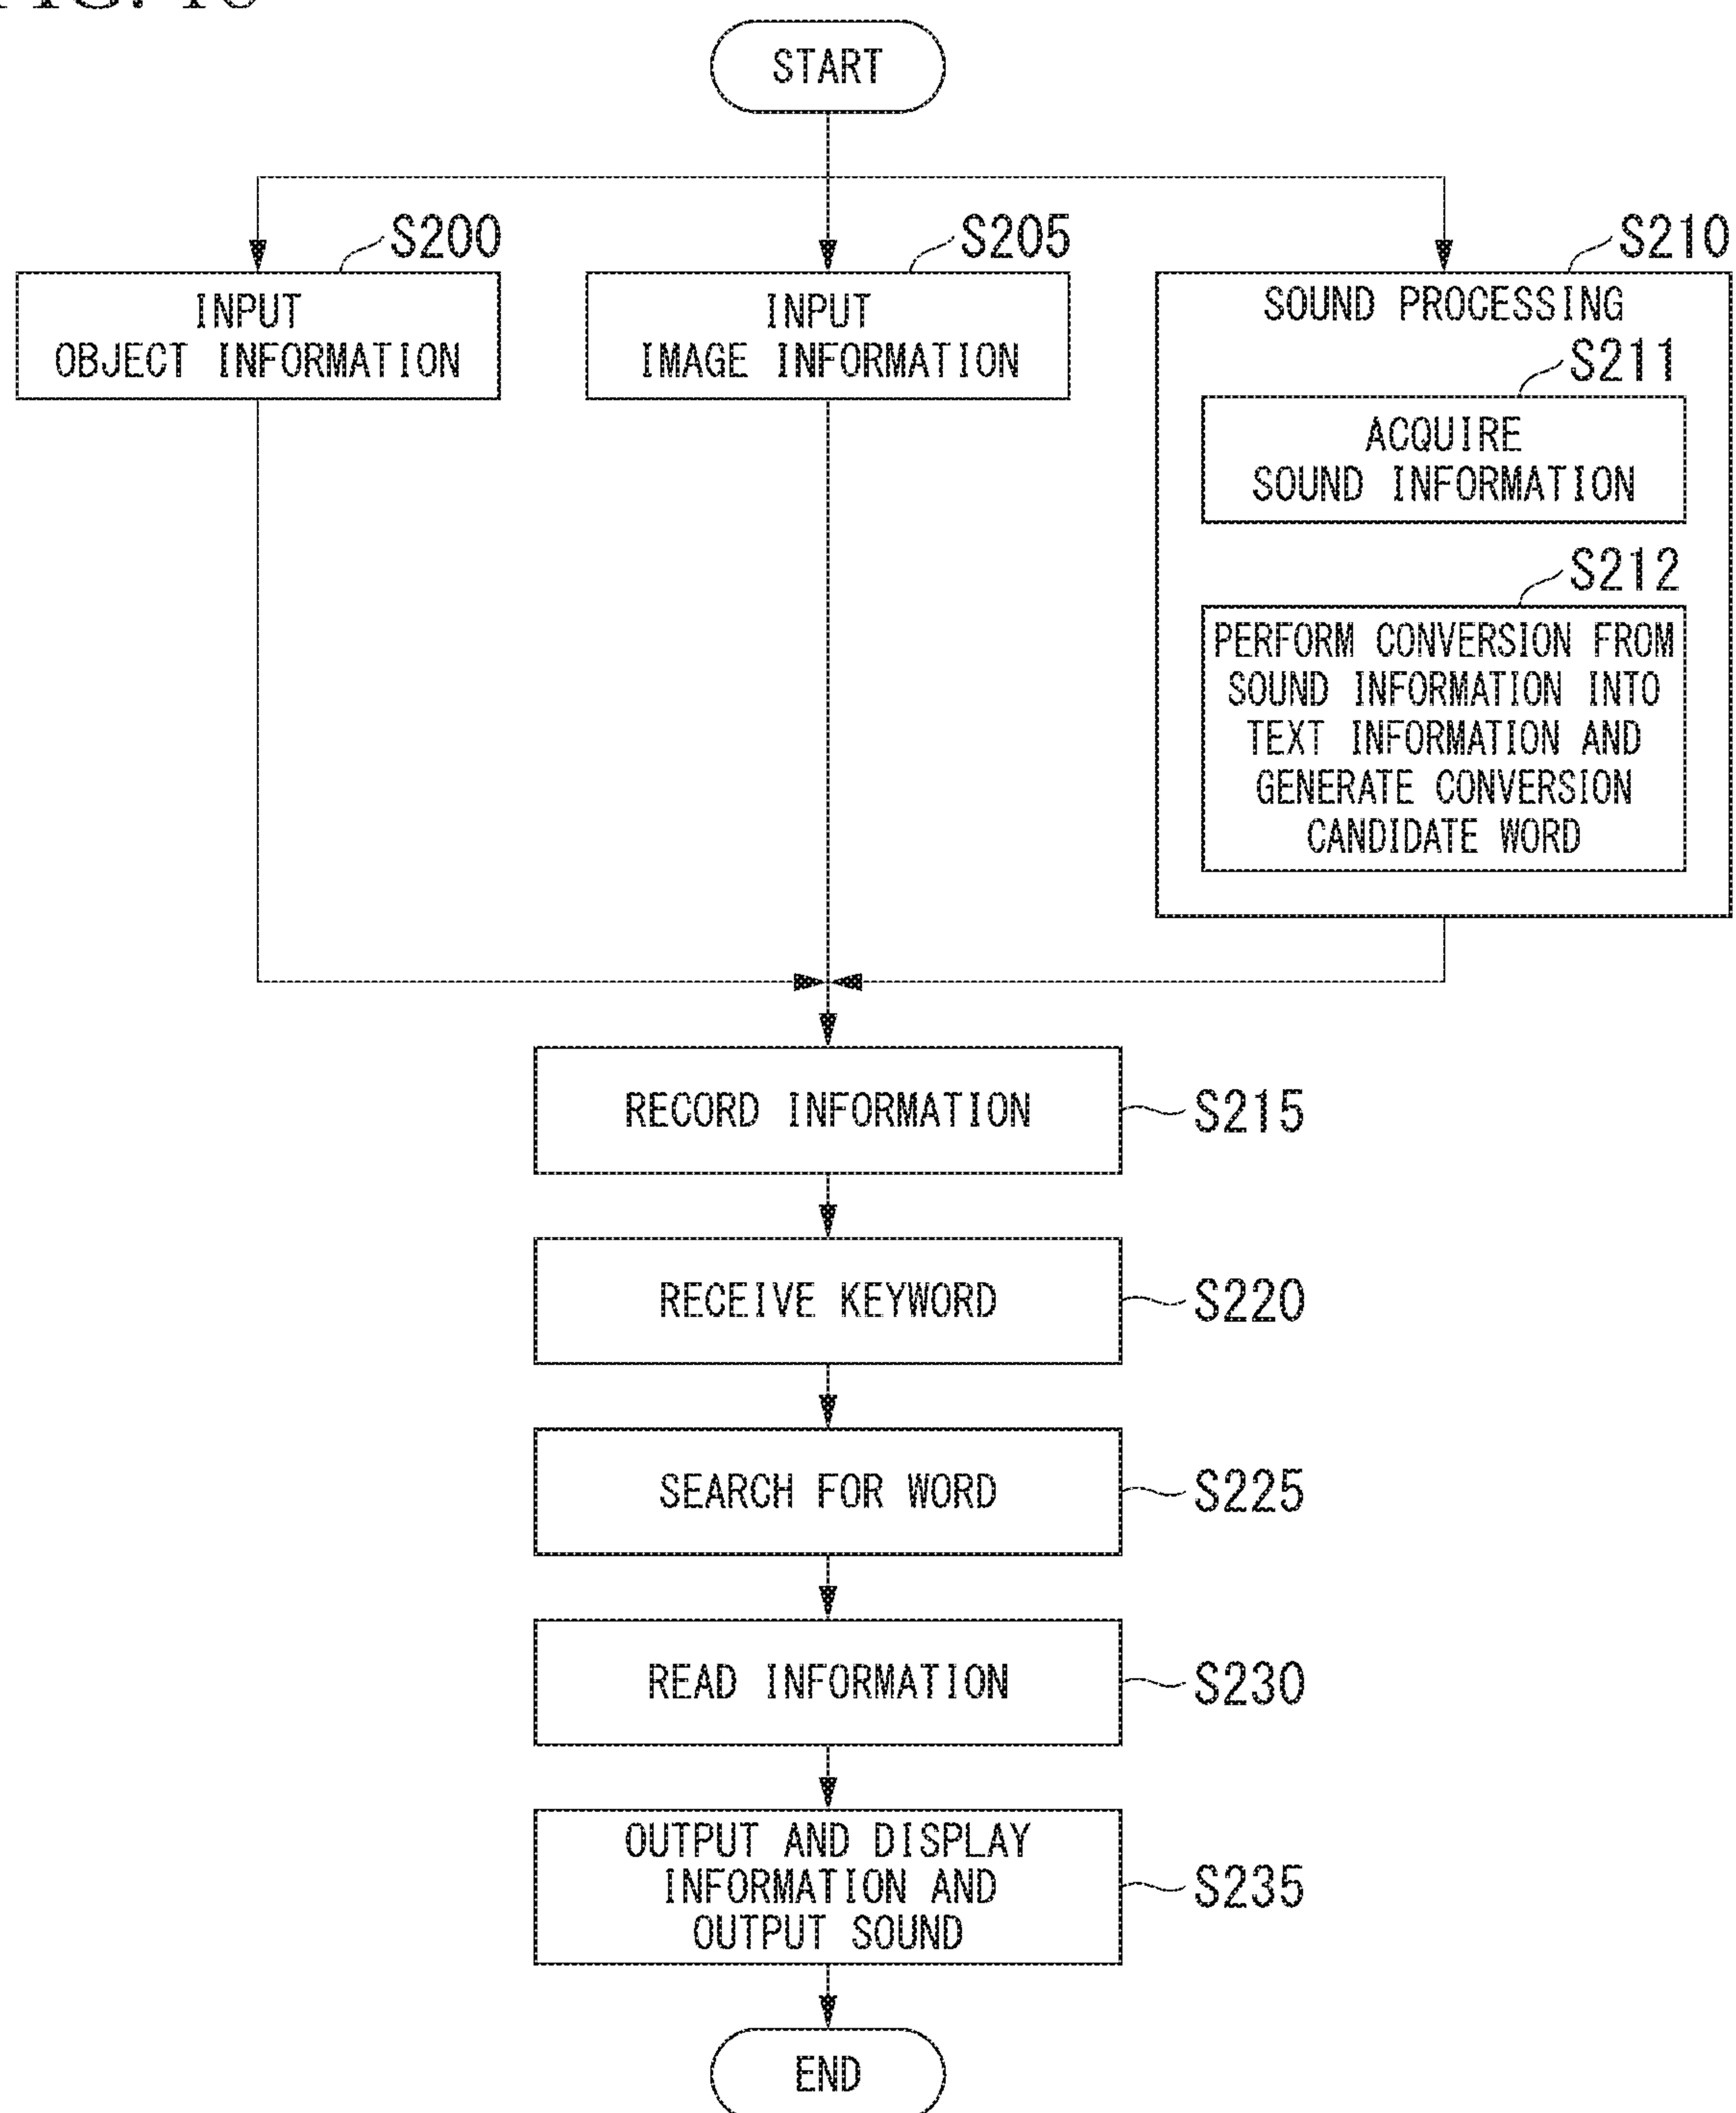 START
S200
INPUT
OBJECT INFORMATION
S205
INPUT
IMAGE INFORMATION
S210
SOUND PROCESSING
S211
ACQUIRE
SOUND INFORMATION
S212
PERFORM CONVERSION FROM
SOUND INFORMATION INTO
TEXT INFORMATION AND
GENERATE CONVERSION
CANDIDATE WORD
RECORD INFORMATION
S215
RECEIVE KEYWORD
S220
SEARCH FOR WORD
S225
READ INFORMATION
S230
OUTPUT AND DISPLAY
INFORMATION AND
OUTPUT SOUND
S235
END